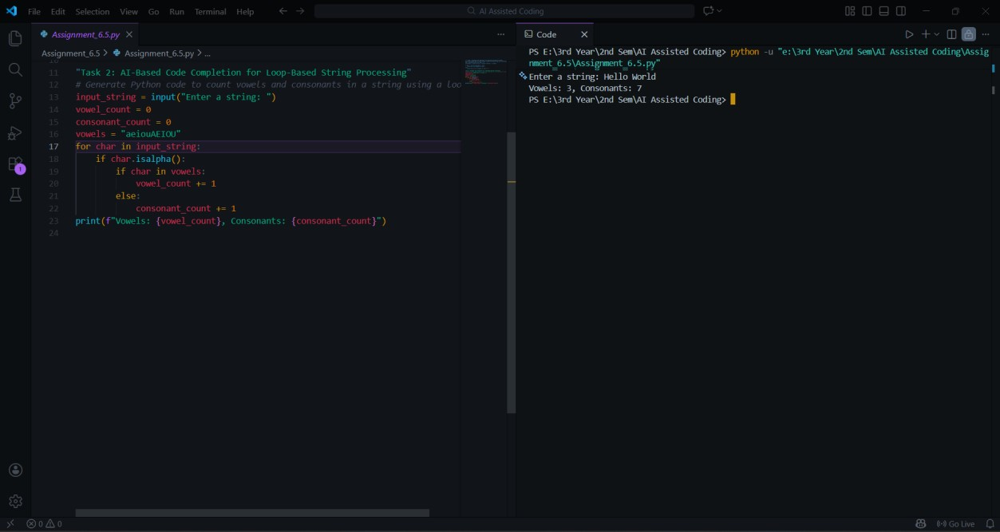 File Edit Selection View Go Run Terminal Help
AI Assisted Coding
Assignment_6.5.py
Code
Assignment_6.5 > Assignment_6.5.py > ...
10
11 "Task 2: AI-Based Code Completion for Loop-Based String Processing"
12 # Generate Python code to count vowels and consonants in a string using a loo
13 input_string = input("Enter a string: ")
14 vowel_count = 0
15 consonant_count = 0
16 vowels = "aeiouAEIOU"
17 for char in input_string:
18 if char.isalpha():
19 if char in vowels:
20 vowel_count += 1
21 else:
22 consonant_count += 1
23 print(f"Vowels: {vowel_count}, Consonants: {consonant_count}")
24
PS E:\3rd Year\2nd Sem\AI Assisted Coding> python -u "e:\3rd Year\2nd Sem\AI Assisted Coding\Assig
nment_6.5\Assignment_6.5.py"
Enter a string: Hello World
Vowels: 3, Consonants: 7
PS E:\3rd Year\2nd Sem\AI Assisted Coding>
1
0 0
Go Live